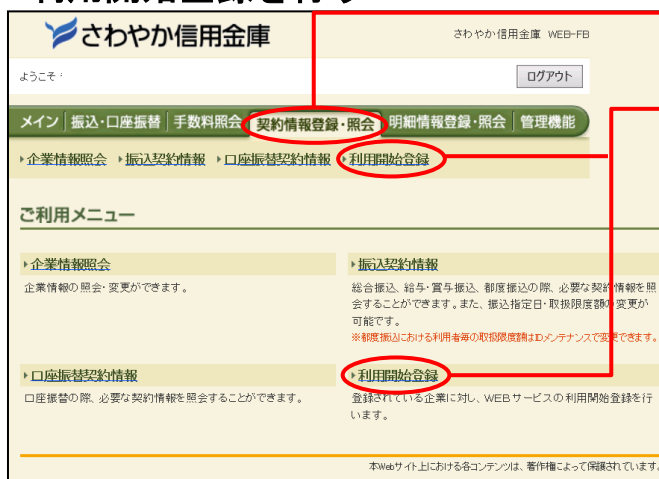 利用開始登録を行う
さわやか信用金庫
さわやか信用金庫 WEB-FB
ようこそ:
ログアウト
メイン 振込・口座振替 手数料照会 契約情報登録・照会 明細情報登録・照会 管理機能
企業情報照会 振込契約情報 口座振替契約情報 利用開始登録
ご利用メニュー
企業情報照会
企業情報の照会・変更ができます。
振込契約情報
総合振込、給与・賞与振込、都度振込の際、必要な契約情報を照
会することができます。また、振込指定日・取扱限度額の変更が
可能です。
※都度振込における利用者毎の取扱限度額はIDメンテナンスで変更できます。
口座振替契約情報
口座振替の際、必要な契約情報を照会することができます。
利用開始登録
登録されている企業に対し、WEBサービスの利用開始登録を行
います。
本Webサイト上における各コンテンツは、著作権によって保護されています。